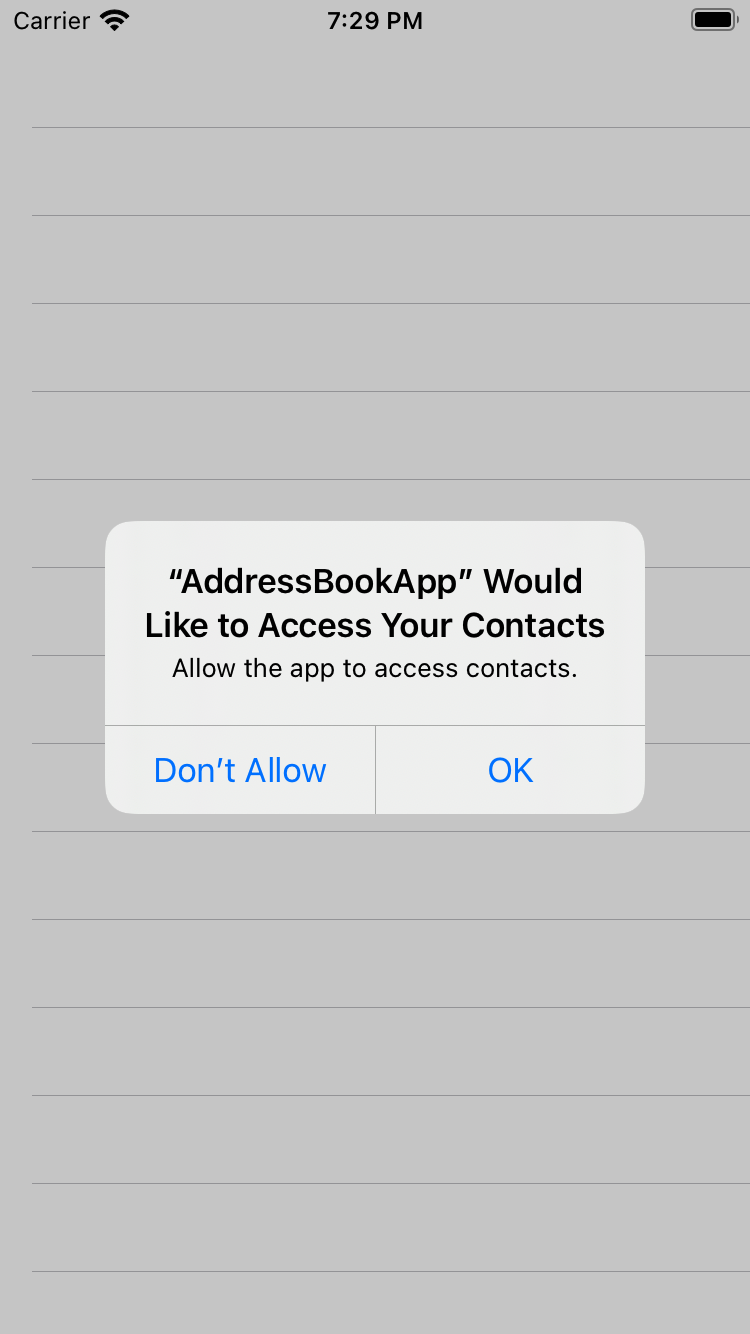 Carrier 7:29 PM
“AddressBookApp” Would
Like to Access Your Contacts
Allow the app to access contacts.
Don’t Allow OK